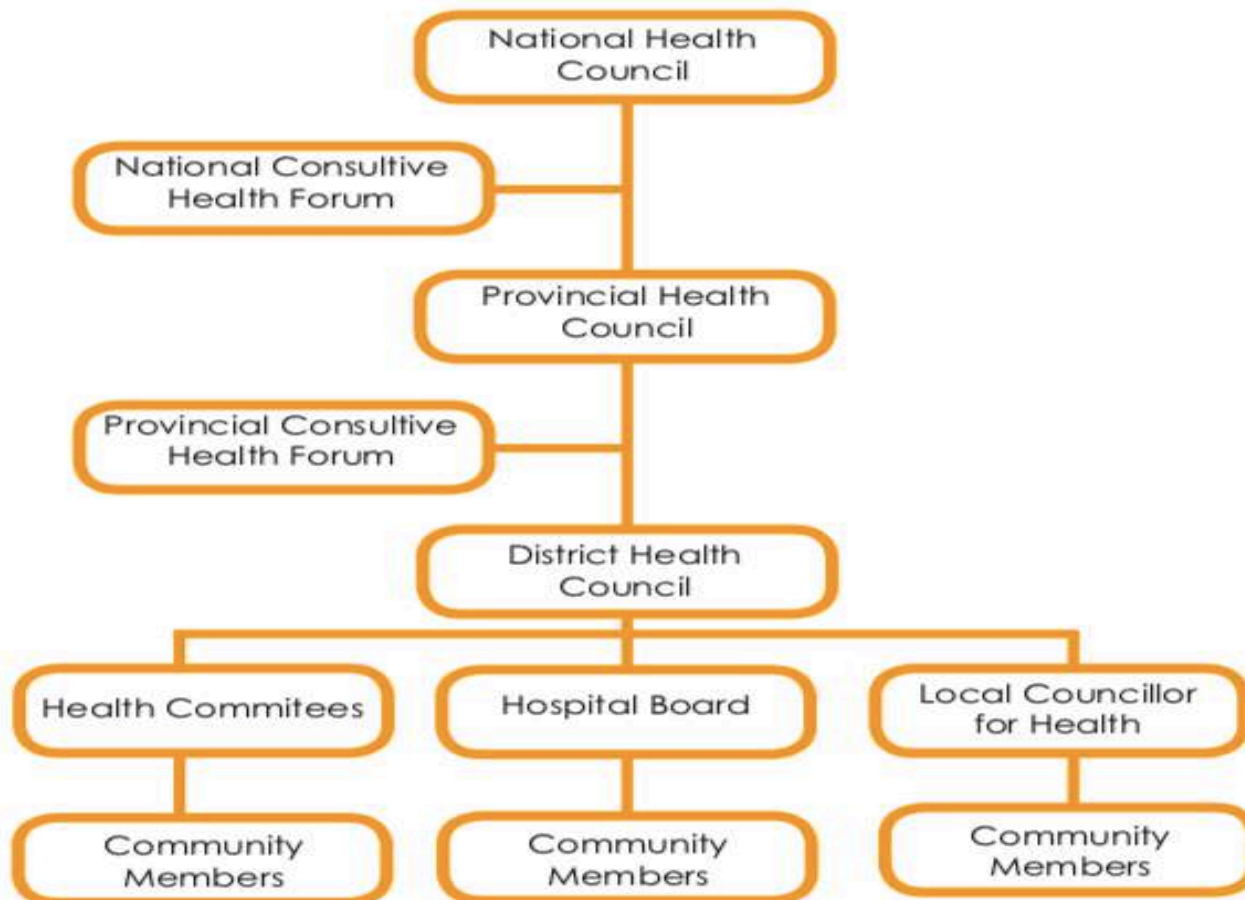 National Health
Council
National Consultive
Health Forum
Provincial Health
Council
Provincial Consultive
Health Forum
District Health
Council
Health Commitees
Hospital Board
Local Councillor
for Health
Community
Members
Community
Members
Community
Members